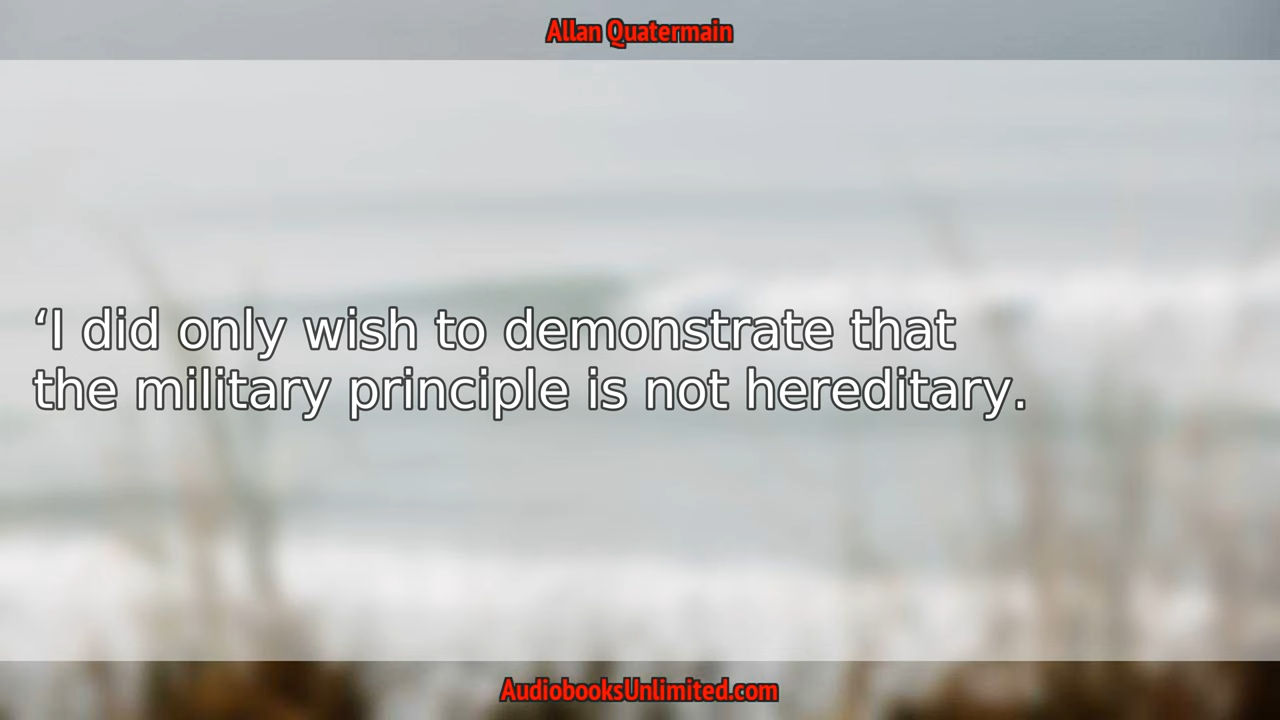 Allan Quatermain
‘I did only wish to demonstrate that
the military principle is not hereditary.
AudiobooksUnlimited.com